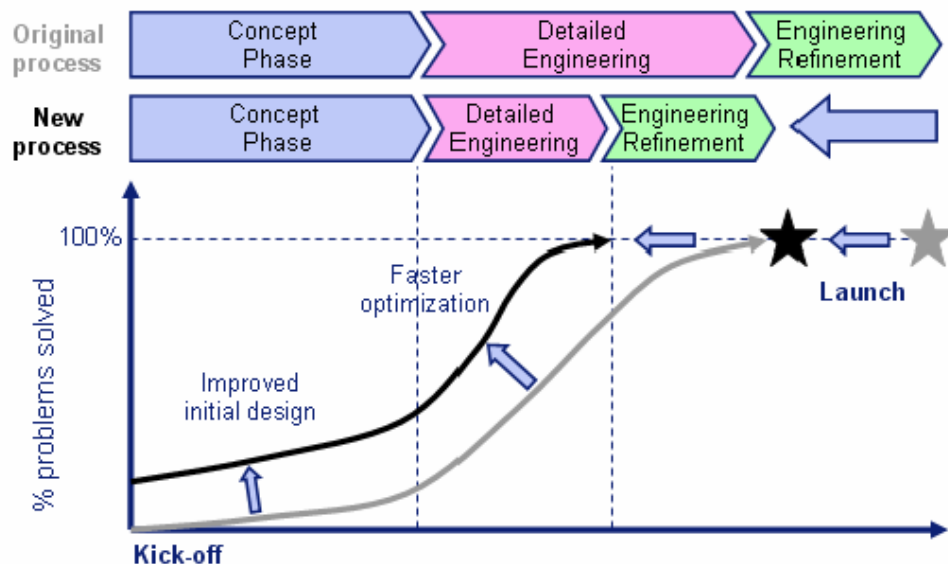 Original
process
Concept
Phase
Detailed
Engineering
Engineering
Refinement
New
process
Concept
Phase
Detailed
Engineering
Engineering
Refinement
100%
Faster
optimization
Launch
Improved
initial design
% problems solved
Kick-off